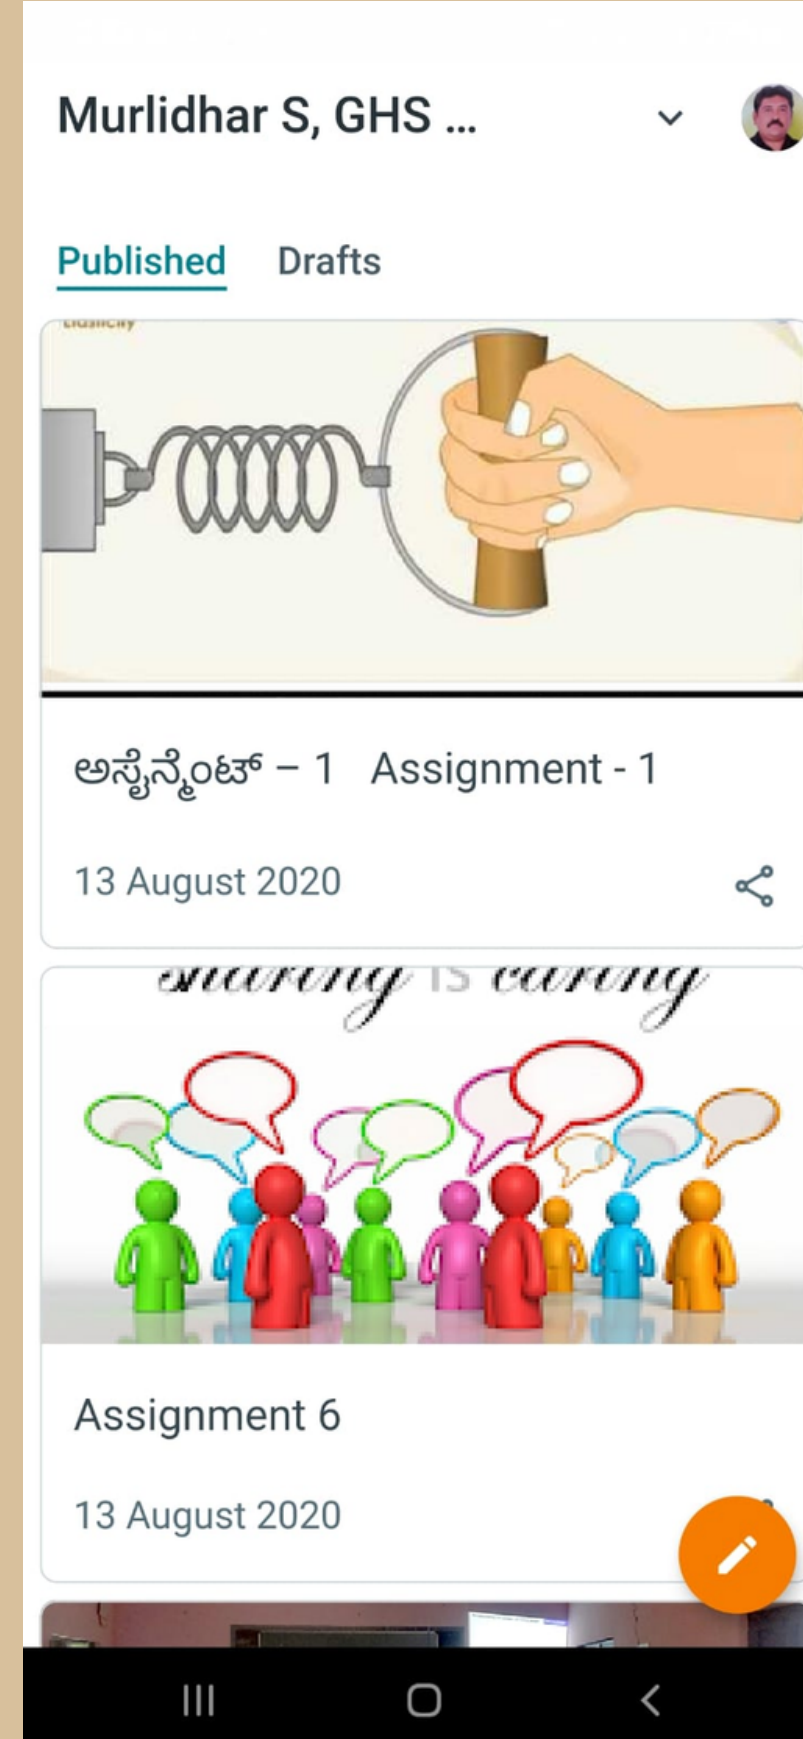 Murlidhar S, GHS ...
Published Drafts
Elasticity
ಅಸೈನ್ಮೆಂಟ್ – 1 Assignment - 1
13 August 2020
sharing is caring
Assignment 6
13 August 2020